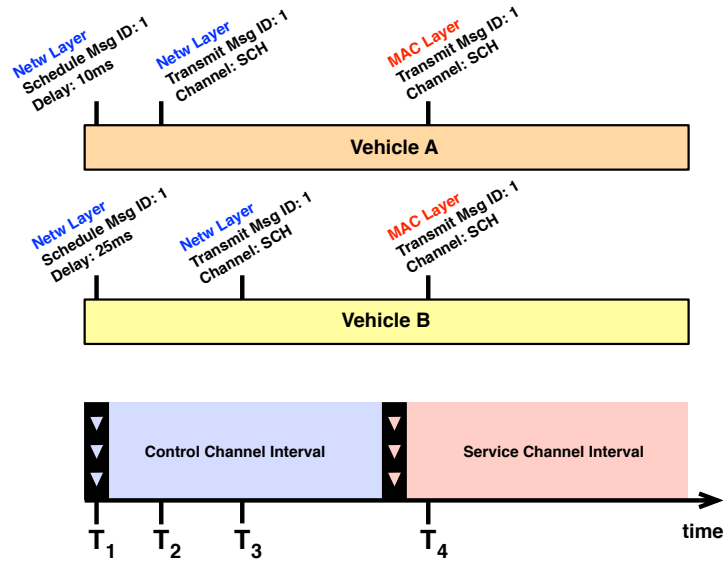 Netw Layer
Schedule Msg ID: 1
Delay: 10ms
Netw Layer
Transmit Msg ID: 1
Channel: SCH
MAC Layer
Transmit Msg ID: 1
Channel: SCH
Vehicle A
Netw Layer
Schedule Msg ID: 1
Delay: 25ms
Netw Layer
Transmit Msg ID: 1
Channel: SCH
MAC Layer
Transmit Msg ID: 1
Channel: SCH
Vehicle B
Control Channel Interval
Service Channel Interval
time
T1
T2
T3
T4